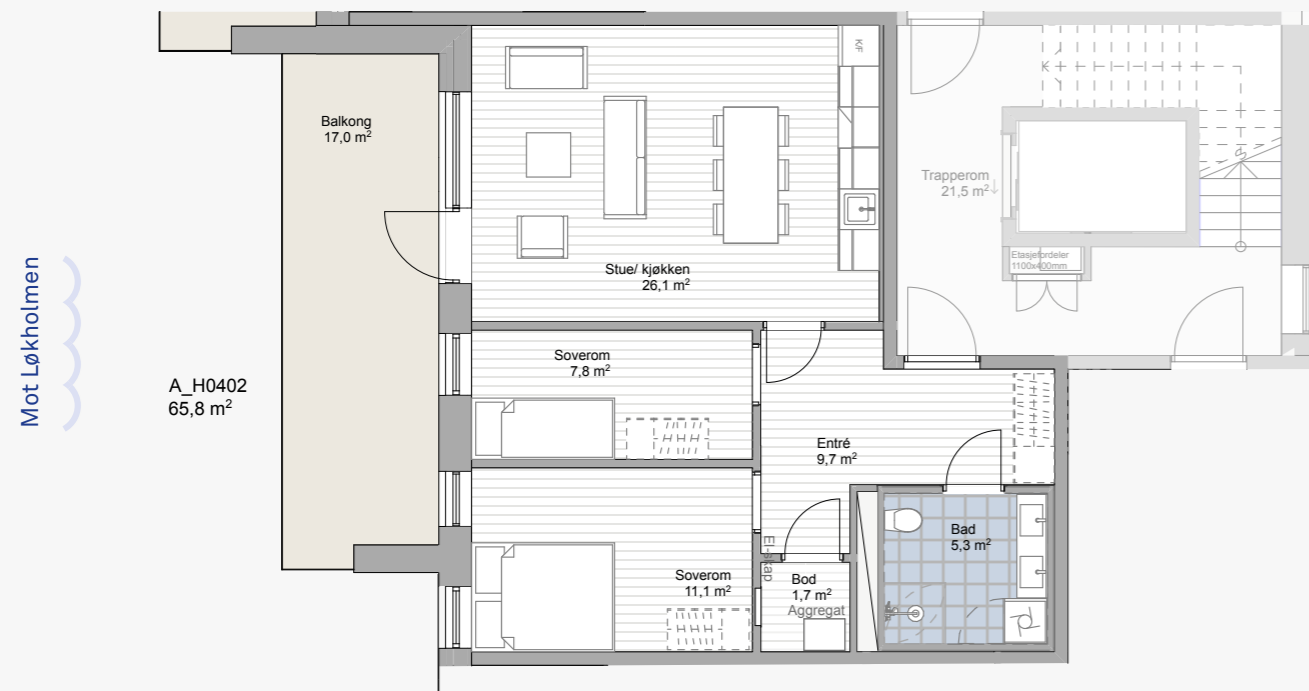 K/F
Balkong
17,0 m²
Trapperom
21,5 m²
Etasjefordeler
1100x400mm
Stue/ kjøkken
26,1 m²
Mot Løkholmen
Soverom
7,8 m²
A_H0402
65,8 m²
Entré
9,7 m²
Bad
5,3 m²
El-skap
Soverom
11,1 m²
Bod
1,7 m²
Aggregat